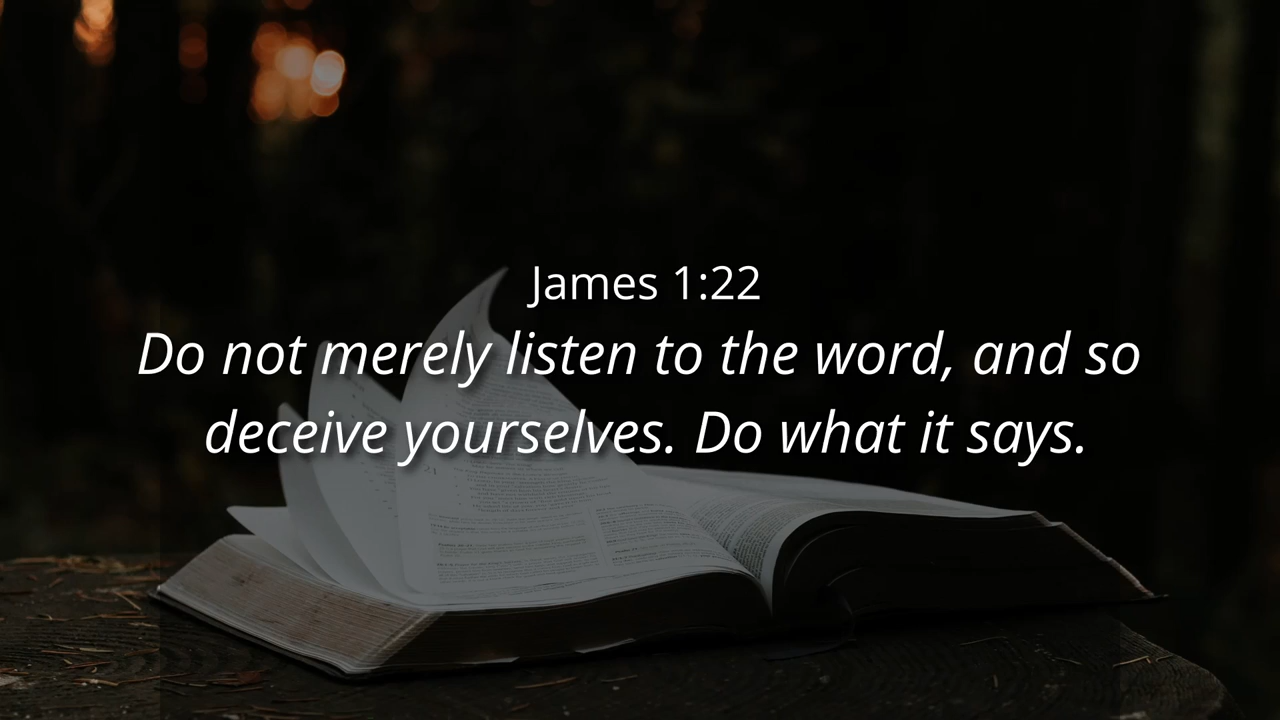 James 1:22
Do not merely listen to the word, and so
deceive yourselves. Do what it says.